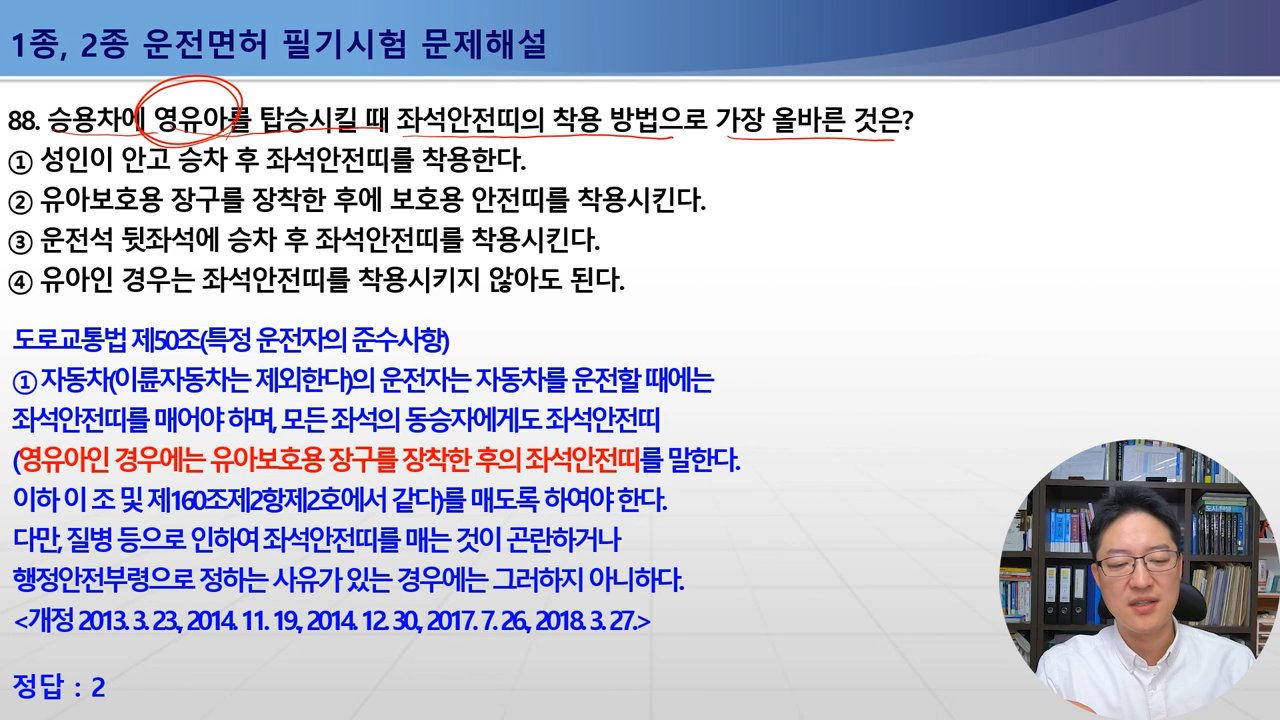 1종, 2종 운전면허 필기시험 문제해설
88. 승용차에 영유아를 탑승시킬 때 좌석안전띠의 착용 방법으로 가장 올바른 것은?
① 성인이 안고 승차 후 좌석안전띠를 착용한다.
② 유아보호용 장구를 장착한 후에 보호용 안전띠를 착용시킨다.
③ 운전석 뒷좌석에 승차 후 좌석안전띠를 착용시킨다.
④ 유아인 경우는 좌석안전띠를 착용시키지 않아도 된다.
도로교통법 제50조(특정 운전자의 준수사항)
① 자동차(이륜자동차는 제외한다)의 운전자는 자동차를 운전할 때에는
좌석안전띠를 매어야 하며, 모든 좌석의 동승자에게도 좌석안전띠
(영유아인 경우에는 유아보호용 장구를 장착한 후의 좌석안전띠를 말한다.
이하 이 조 및 제160조제2항제2호에서 같다)를 매도록 하여야 한다.
다만, 질병 등으로 인하여 좌석안전띠를 매는 것이 곤란하거나
행정안전부령으로 정하는 사유가 있는 경우에는 그러하지 아니하다.
<개정 2013. 3. 23., 2014. 11. 19., 2014. 12. 30., 2017. 7. 26., 2018. 3. 27.>
정답 : 2